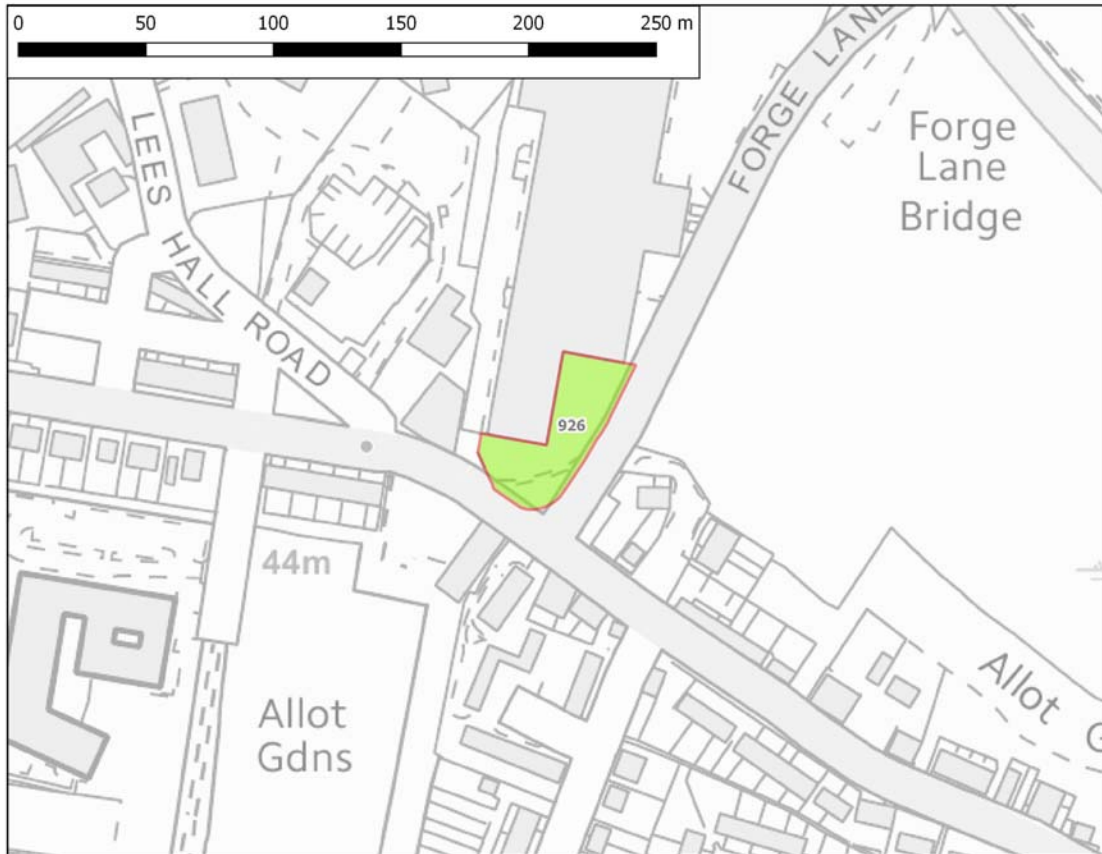 0 50 100 150 200 250 m
FORGE LANE
Forge
Lane
Bridge
LEES HALL ROAD
926
44m
Allot
Gdns
Allot G